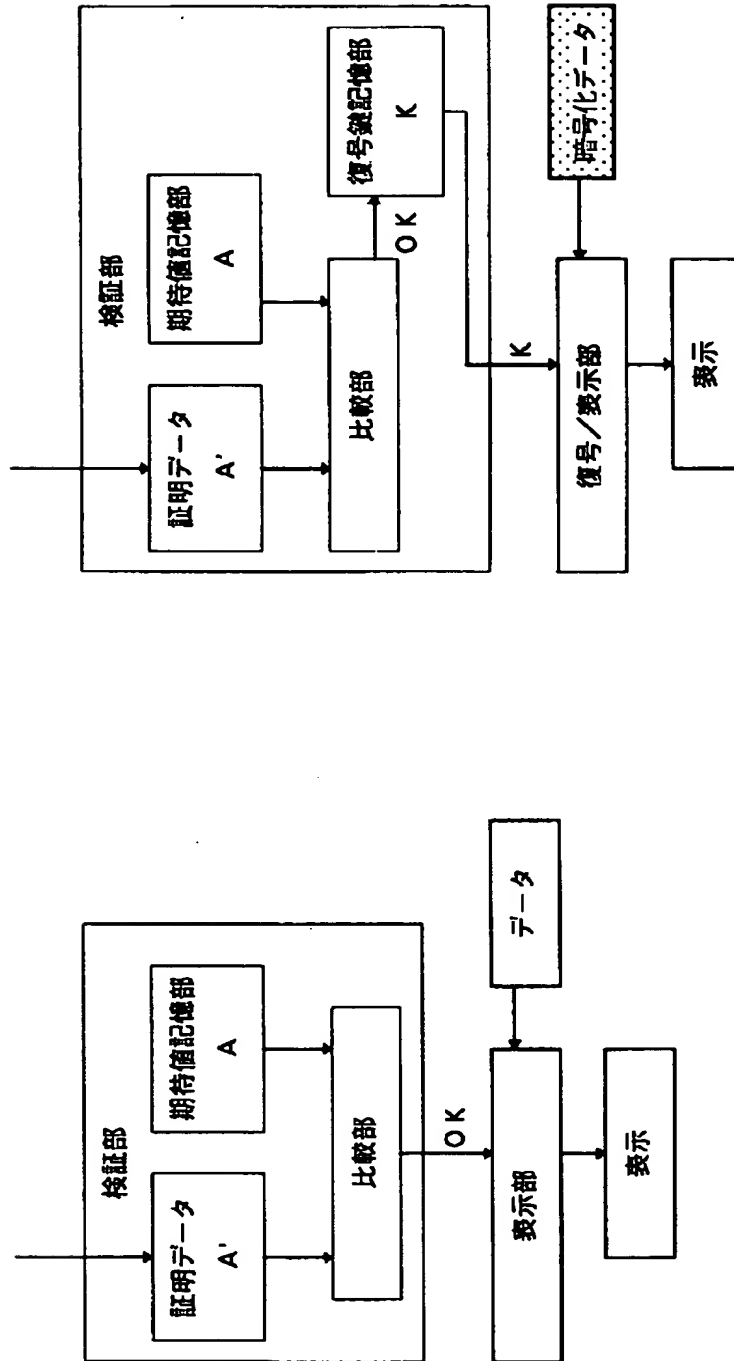 検証部
証明データ
A'
期待値記憶部
A
比較部
OK
復号鍵記憶部
K
K
暗号化データ
復号/表示部
表示
検証部
証明データ
A'
期待値記憶部
A
比較部
OK
データ
表示部
表示